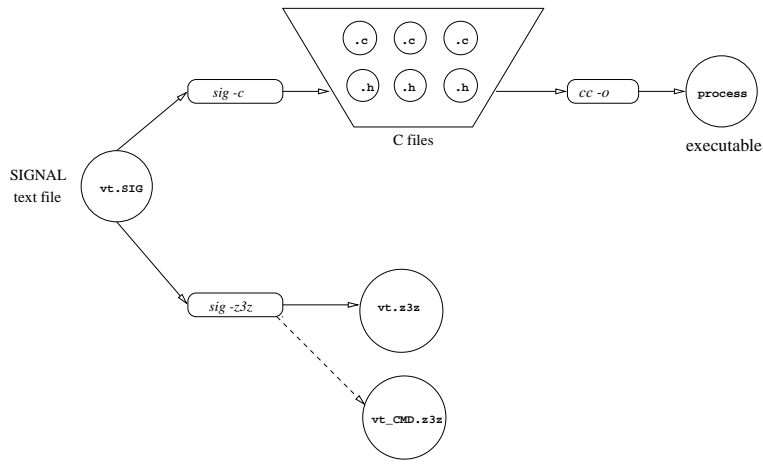 .c .c .c
.h .h .h
sig -c
cc -o
process
C files
executable
SIGNAL
text file
vt.SIG
sig -z3z
vt.z3z
vt_CMD.z3z